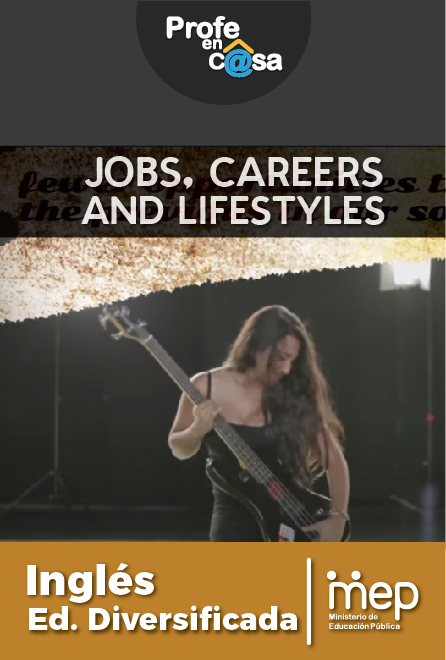 Profe
en
c@sa
JOBS, CAREERS
AND LIFESTYLES
Inglés
Ed. Diversificada
mep
Ministerio de
Educación Pública